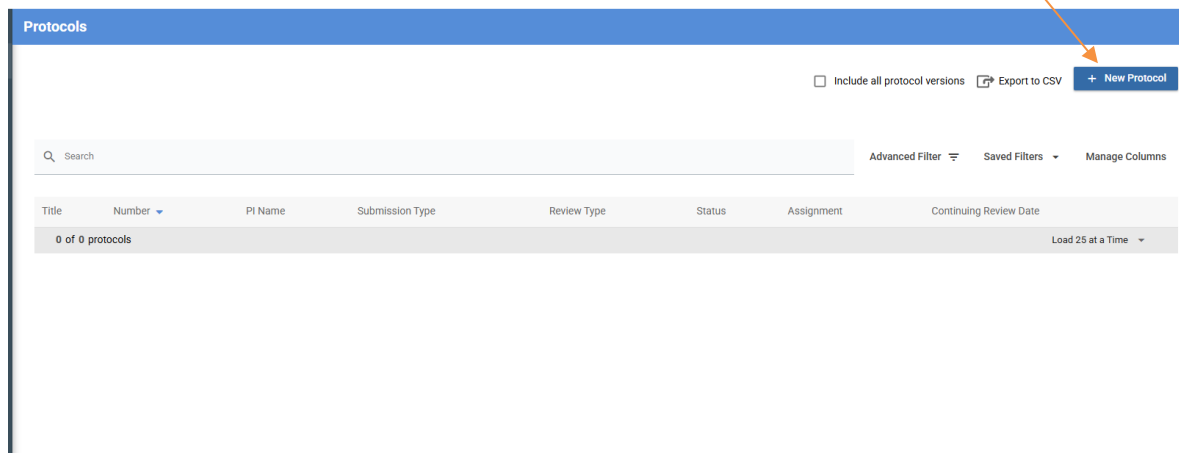 Protocols
Include all protocol versions Export to CSV + New Protocol
Search Advanced Filter Saved Filters Manage Columns
Title Number PI Name Submission Type Review Type Status Assignment Continuing Review Date
0 of 0 protocols Load 25 at a Time